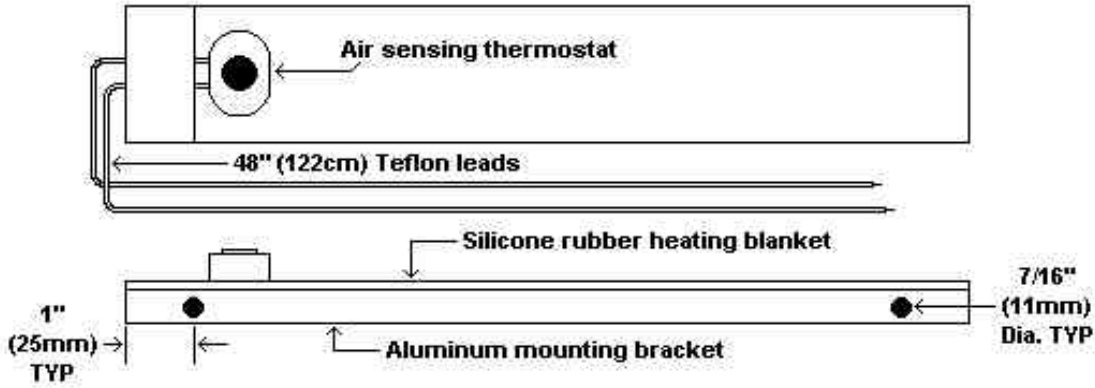 Air sensing thermostat
48" (122cm) Teflon leads
Silicone rubber heating blanket
7/16"
(11mm)
Dia. TYP
1"
(25mm)
TYP
Aluminum mounting bracket